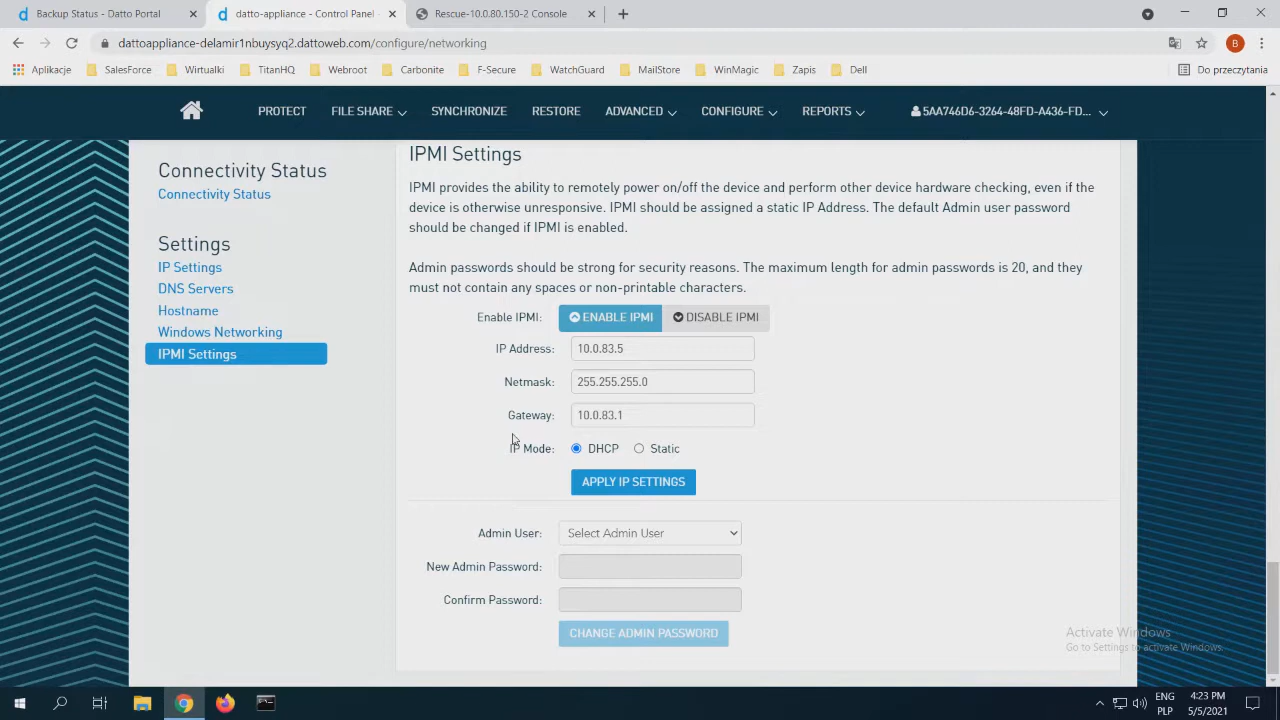 Backup Status - Datto Portal
datto-appliance - Control Panel
Rescue-10.0.80.150-2 Console
dattoappliance-delamir1nbuysyq2.dattoweb.com/configure/networking
B
Aplikacje
SalesForce
Wirtualki
TitanHQ
Webroot
Carbonite
F-Secure
WatchGuard
MailStore
WinMagic
Zapis
Dell
Do przeczytania
PROTECT
FILE SHARE
SYNCHRONIZE
RESTORE
ADVANCED
CONFIGURE
REPORTS
5AA746D6-3264-48FD-A436-FD...
Connectivity Status
Connectivity Status
Settings
IP Settings
DNS Servers
Hostname
Windows Networking
IPMI Settings
IPMI Settings
IPMI provides the ability to remotely power on/off the device and perform other device hardware checking, even if the
device is otherwise unresponsive. IPMI should be assigned a static IP Address. The default Admin user password
should be changed if IPMI is enabled.
Admin passwords should be strong for security reasons. The maximum length for admin passwords is 20, and they
must not contain any spaces or non-printable characters.
Enable IPMI: ENABLE IPMI DISABLE IPMI
IP Address: 10.0.83.5
Netmask: 255.255.255.0
Gateway: 10.0.83.1
IP Mode: DHCP Static
APPLY IP SETTINGS
Admin User: Select Admin User
New Admin Password:
Confirm Password:
CHANGE ADMIN PASSWORD
Activate Windows
Go to Settings to activate Windows.
ENG
PLP
4:23 PM
5/5/2021